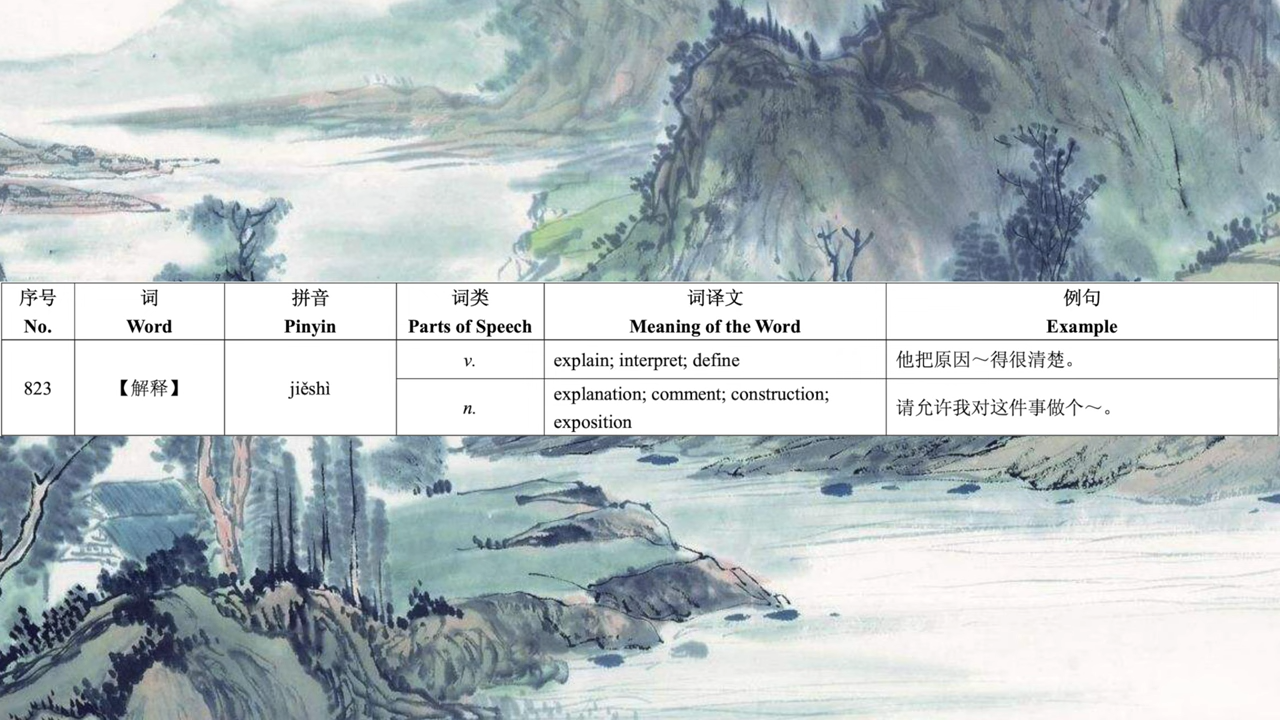 序号 词 拼音 词类 词译文 例句
No. Word Pinyin Parts of Speech Meaning of the Word Example
823 【解释】 jiěshì
v. explain; interpret; define 他把原因～得很清楚。
n. explanation; comment; construction;
exposition
请允许我对这件事做个～。